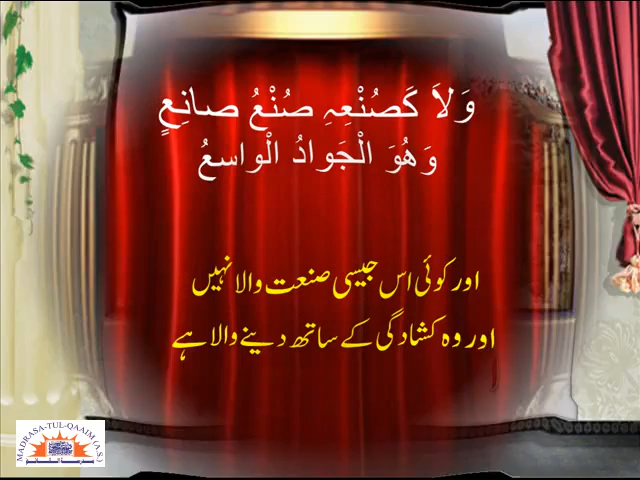 وَلاَ كَصُنْعِہِ صُنْعُ صانِعٍ
وَھُوَ الْجَوادُ الْواسعُ
اور کوئی اس جیسی صنعت والا نہیں
اور وہ کشادگی کے ساتھ دینے والا ہے
MADRASA-TUL-QAAIM (A.S.)